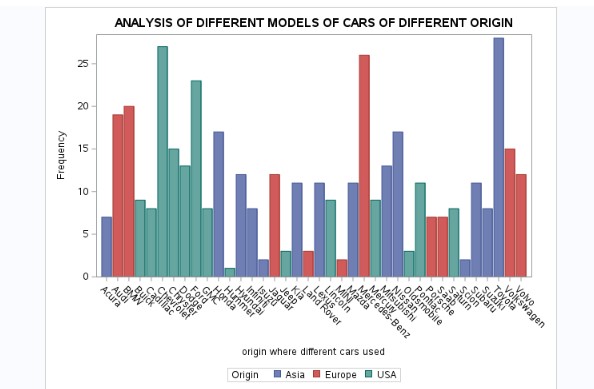 ANALYSIS OF DIFFERENT MODELS OF CARS OF DIFFERENT ORIGIN
Frequency
25
20
15
10
5
0
Acura
Audi
BMW
Buick
Cadillac
Chevrolet
Chrysler
Dodge
Ford
GMC
Honda
Hummer
Hyundai
Infiniti
Isuzu
Jaguar
Jeep
Kia
Land Rover
Lexus
Lincoln
MINI
Mazda
Mercedes-Benz
Mercury
Mitsubishi
Nissan
Oldsmobile
Pontiac
Porsche
Saab
Saturn
Scion
Subaru
Suzuki
Toyota
Volkswagen
Volvo
origin where different cars used
Origin Asia Europe USA